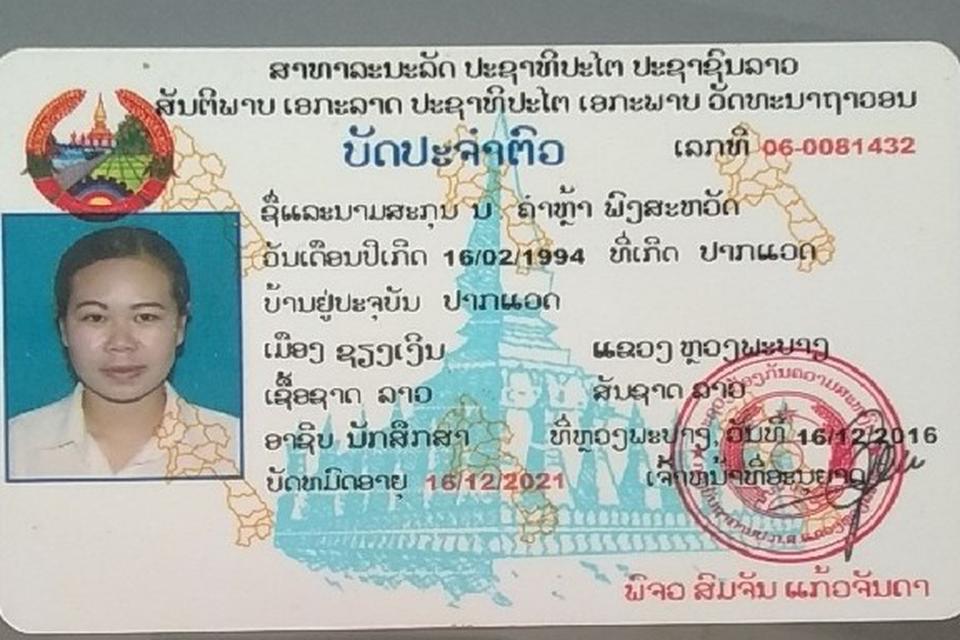 ສາທາລະນະລັດ ປະຊາທິປະໄຕ ປະຊາຊົນລາວ
ສັນຕິພາບ ເອກະລາດ ປະຊາທິປະໄຕ ເອກະພາບ ວັດທະນາຖາວອນ
ບັດປະຈຳຕົວ ເລກທີ 06-0081432
ຊື່ແລະນາມສະກຸນ ນ. ຄຳຫຼ້າ ພົງສະຫວັດ
ວັນເດືອນປີເກີດ 16/02/1994 ທີ່ເກີດ ປາກແວດ
ບ້ານຢູ່ປະຈຸບັນ ປາກແວດ
ເມືອງ ຊຽງເງິນ ແຂວງ ຫຼວງພະບາງ
ເຊື້ອຊາດ ລາວ ສັນຊາດ ລາວ
ອາຊີບ ນັກສຶກສາ ທີ່ຫຼວງພະບາງ, ວັນທີ 16/12/2016
ບັດຫມົດອາຍຸ 16/12/2021 ເຈົ້າຫນ້າທີ່ອະນຸຍາດ
ພົຈວ ສົມຈັນ ແກ້ວຈັນດາ